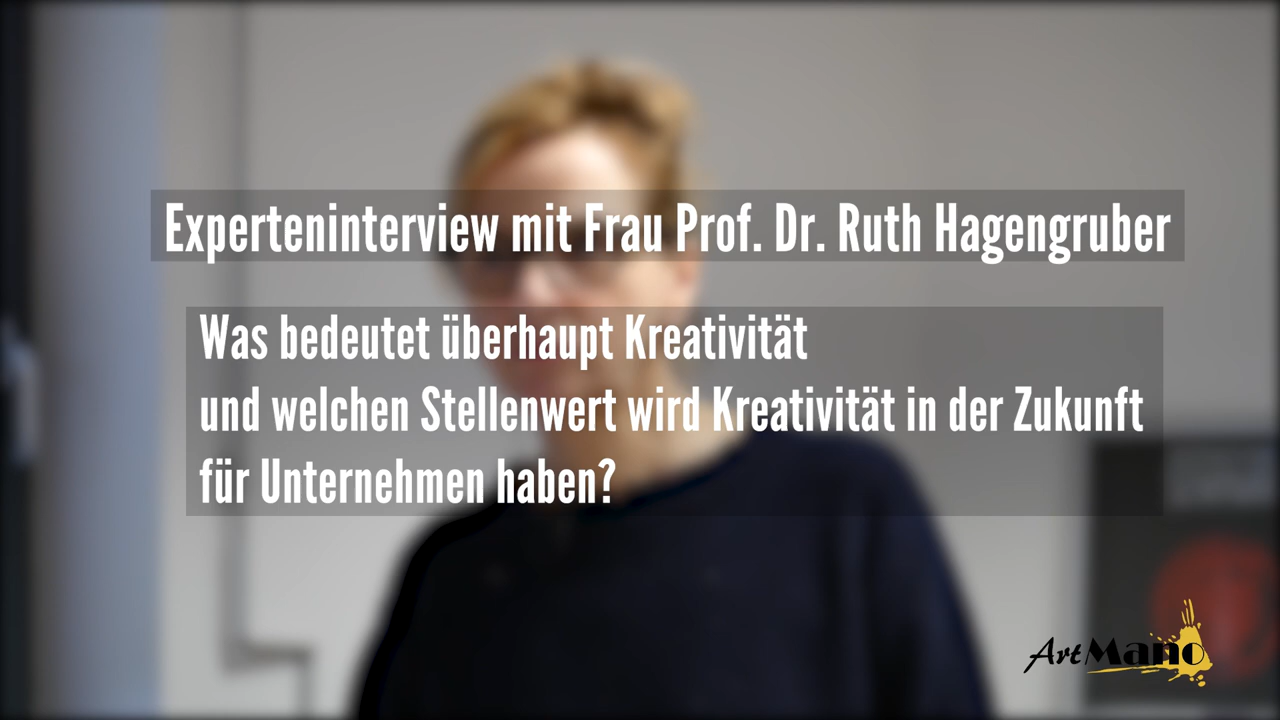 Experteninterview mit Frau Prof. Dr. Ruth Hagengruber
Was bedeutet überhaupt Kreativität
und welchen Stellenwert wird Kreativität in der Zukunft
für Unternehmen haben?
ArtMano